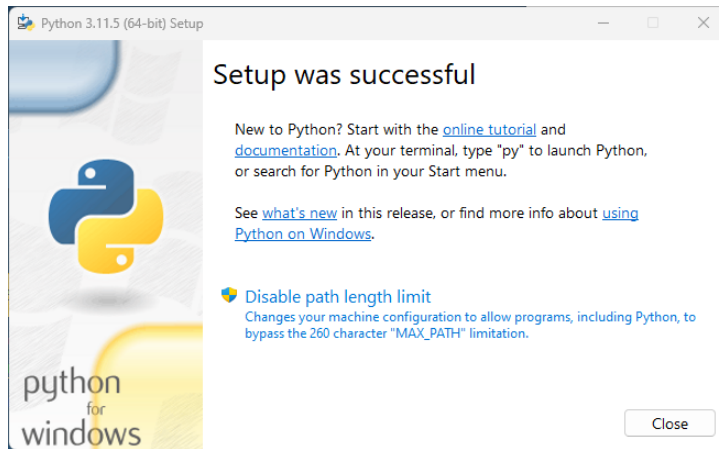 Python 3.11.5 (64-bit) Setup
Setup was successful
New to Python? Start with the online tutorial and
documentation. At your terminal, type "py" to launch Python,
or search for Python in your Start menu.
See what's new in this release, or find more info about using
Python on Windows.
Disable path length limit
Changes your machine configuration to allow programs, including Python, to
bypass the 260 character "MAX_PATH" limitation.
python
for
windows
Close